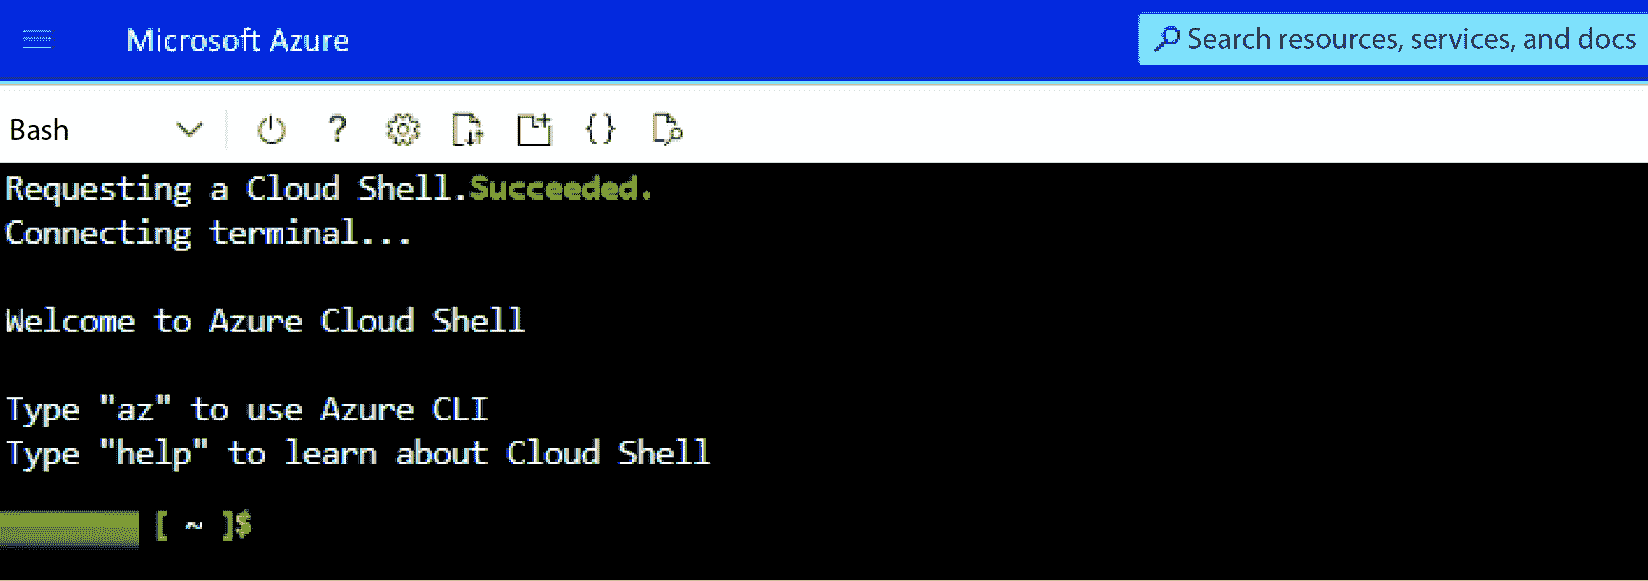 Microsoft Azure
Search resources, services, and docs
Bash
?
{}
Requesting a Cloud Shell.Succeeded.
Connecting terminal...
Welcome to Azure Cloud Shell
Type "az" to use Azure CLI
Type "help" to learn about Cloud Shell
[ ~ ]$